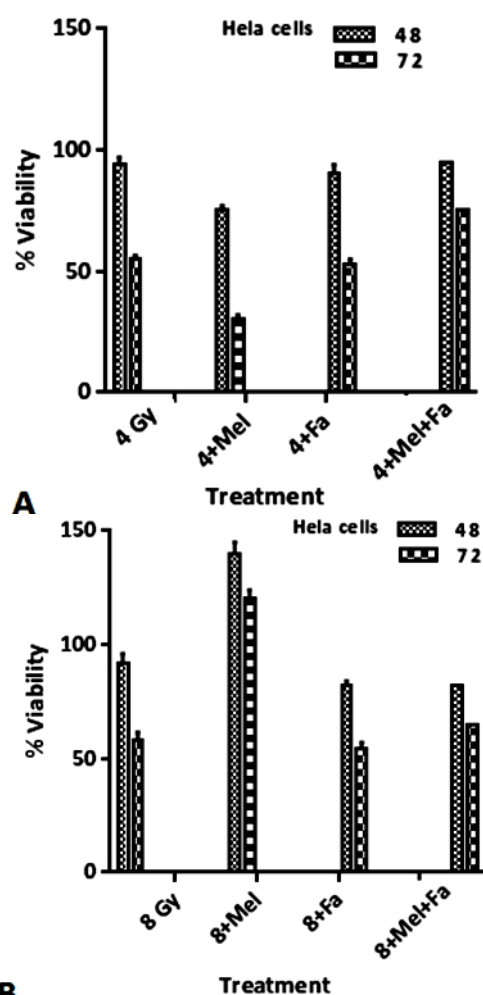 150
Hela cells
48
72
100
% Viability
50
0
4 Gy
4+Mel
4+Fa
4+Mel+Fa
Treatment
A
150
Hela cells
48
72
100
% Viability
50
0
8 Gy
8+Mel
8+Fa
8+Mel+Fa
Treatment
B